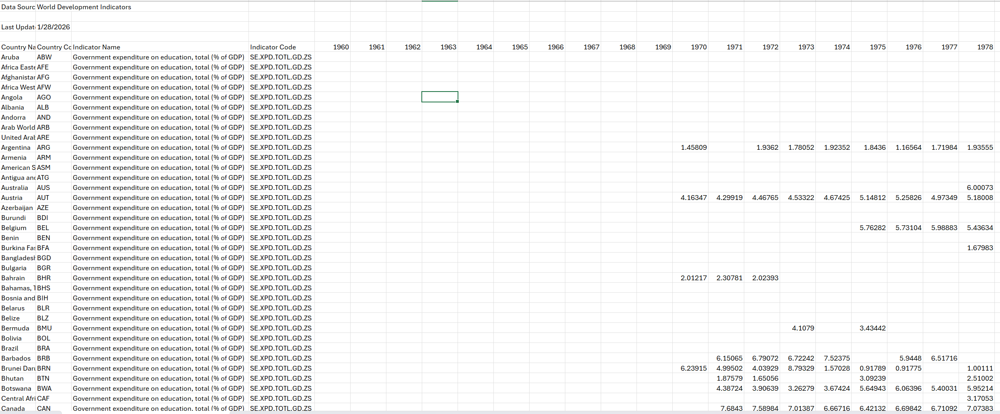 Data Sourc World Development Indicators
Last Updat 1/28/2026
Country Na Country Co Indicator Name Indicator Code 1960 1961 1962 1963 1964 1965 1966 1967 1968 1969 1970 1971 1972 1973 1974 1975 1976 1977 1978
Aruba ABW Government expenditure on education, total (% of GDP) SE.XPD.TOTL.GD.ZS
Africa Easte AFE Government expenditure on education, total (% of GDP) SE.XPD.TOTL.GD.ZS
Afghanistan AFG Government expenditure on education, total (% of GDP) SE.XPD.TOTL.GD.ZS
Africa West AFW Government expenditure on education, total (% of GDP) SE.XPD.TOTL.GD.ZS
Angola AGO Government expenditure on education, total (% of GDP) SE.XPD.TOTL.GD.ZS
Albania ALB Government expenditure on education, total (% of GDP) SE.XPD.TOTL.GD.ZS
Andorra AND Government expenditure on education, total (% of GDP) SE.XPD.TOTL.GD.ZS
Arab World ARB Government expenditure on education, total (% of GDP) SE.XPD.TOTL.GD.ZS
United Arab ARE Government expenditure on education, total (% of GDP) SE.XPD.TOTL.GD.ZS
Argentina ARG Government expenditure on education, total (% of GDP) SE.XPD.TOTL.GD.ZS 1.45809 1.9362 1.78052 1.92352 1.8436 1.16564 1.71984 1.93555
Armenia ARM Government expenditure on education, total (% of GDP) SE.XPD.TOTL.GD.ZS
American S ASM Government expenditure on education, total (% of GDP) SE.XPD.TOTL.GD.ZS
Antigua and ATG Government expenditure on education, total (% of GDP) SE.XPD.TOTL.GD.ZS
Australia AUS Government expenditure on education, total (% of GDP) SE.XPD.TOTL.GD.ZS 6.00073
Austria AUT Government expenditure on education, total (% of GDP) SE.XPD.TOTL.GD.ZS 4.16347 4.29919 4.46765 4.53322 4.67425 5.14812 5.25826 4.97349 5.18008
Azerbaijan AZE Government expenditure on education, total (% of GDP) SE.XPD.TOTL.GD.ZS
Burundi BDI Government expenditure on education, total (% of GDP) SE.XPD.TOTL.GD.ZS
Belgium BEL Government expenditure on education, total (% of GDP) SE.XPD.TOTL.GD.ZS 5.76282 5.73104 5.98883 5.43634
Benin BEN Government expenditure on education, total (% of GDP) SE.XPD.TOTL.GD.ZS
Burkina Fas BFA Government expenditure on education, total (% of GDP) SE.XPD.TOTL.GD.ZS 1.67983
Bangladesh BGD Government expenditure on education, total (% of GDP) SE.XPD.TOTL.GD.ZS
Bulgaria BGR Government expenditure on education, total (% of GDP) SE.XPD.TOTL.GD.ZS
Bahrain BHR Government expenditure on education, total (% of GDP) SE.XPD.TOTL.GD.ZS 2.01217 2.30781 2.02393
Bahamas, T BHS Government expenditure on education, total (% of GDP) SE.XPD.TOTL.GD.ZS
Bosnia and BIH Government expenditure on education, total (% of GDP) SE.XPD.TOTL.GD.ZS
Belarus BLR Government expenditure on education, total (% of GDP) SE.XPD.TOTL.GD.ZS
Belize BLZ Government expenditure on education, total (% of GDP) SE.XPD.TOTL.GD.ZS
Bermuda BMU Government expenditure on education, total (% of GDP) SE.XPD.TOTL.GD.ZS 4.1079 3.43442
Bolivia BOL Government expenditure on education, total (% of GDP) SE.XPD.TOTL.GD.ZS
Brazil BRA Government expenditure on education, total (% of GDP) SE.XPD.TOTL.GD.ZS
Barbados BRB Government expenditure on education, total (% of GDP) SE.XPD.TOTL.GD.ZS 6.15065 6.79072 6.72242 7.52375 5.9448 6.51716
Brunei Daru BRN Government expenditure on education, total (% of GDP) SE.XPD.TOTL.GD.ZS 6.23915 4.99502 4.03929 8.79329 1.57028 0.91789 0.91775 1.00111
Bhutan BTN Government expenditure on education, total (% of GDP) SE.XPD.TOTL.GD.ZS 1.87579 1.65056 3.09239 2.51002
Botswana BWA Government expenditure on education, total (% of GDP) SE.XPD.TOTL.GD.ZS 4.38724 3.90639 3.26279 3.67424 5.64943 6.06396 5.40031 5.95214
Central Afri CAF Government expenditure on education, total (% of GDP) SE.XPD.TOTL.GD.ZS 3.17053
Canada CAN Government expenditure on education, total (% of GDP) SE.XPD.TOTL.GD.ZS 7.6843 7.58984 7.01387 6.66716 6.42132 6.69842 6.71092 7.07383